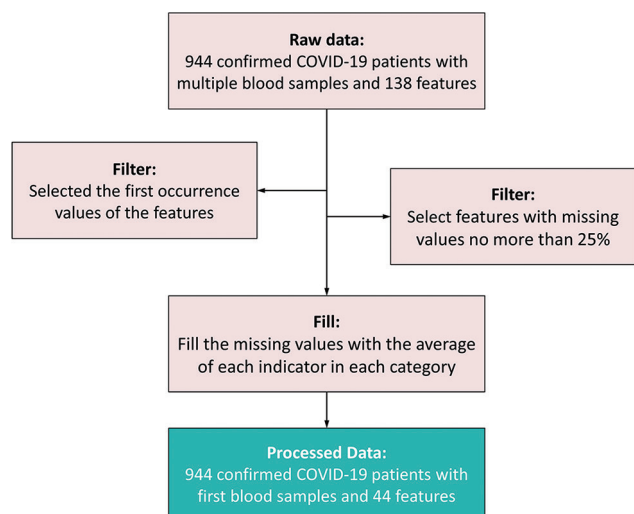 Raw data:
944 confirmed COVID-19 patients with
multiple blood samples and 138 features
Filter:
Selected the first occurrence
values of the features
Filter:
Select features with missing
values no more than 25%
Fill:
Fill the missing values with the average
of each indicator in each category
Processed Data:
944 confirmed COVID-19 patients with
first blood samples and 44 features